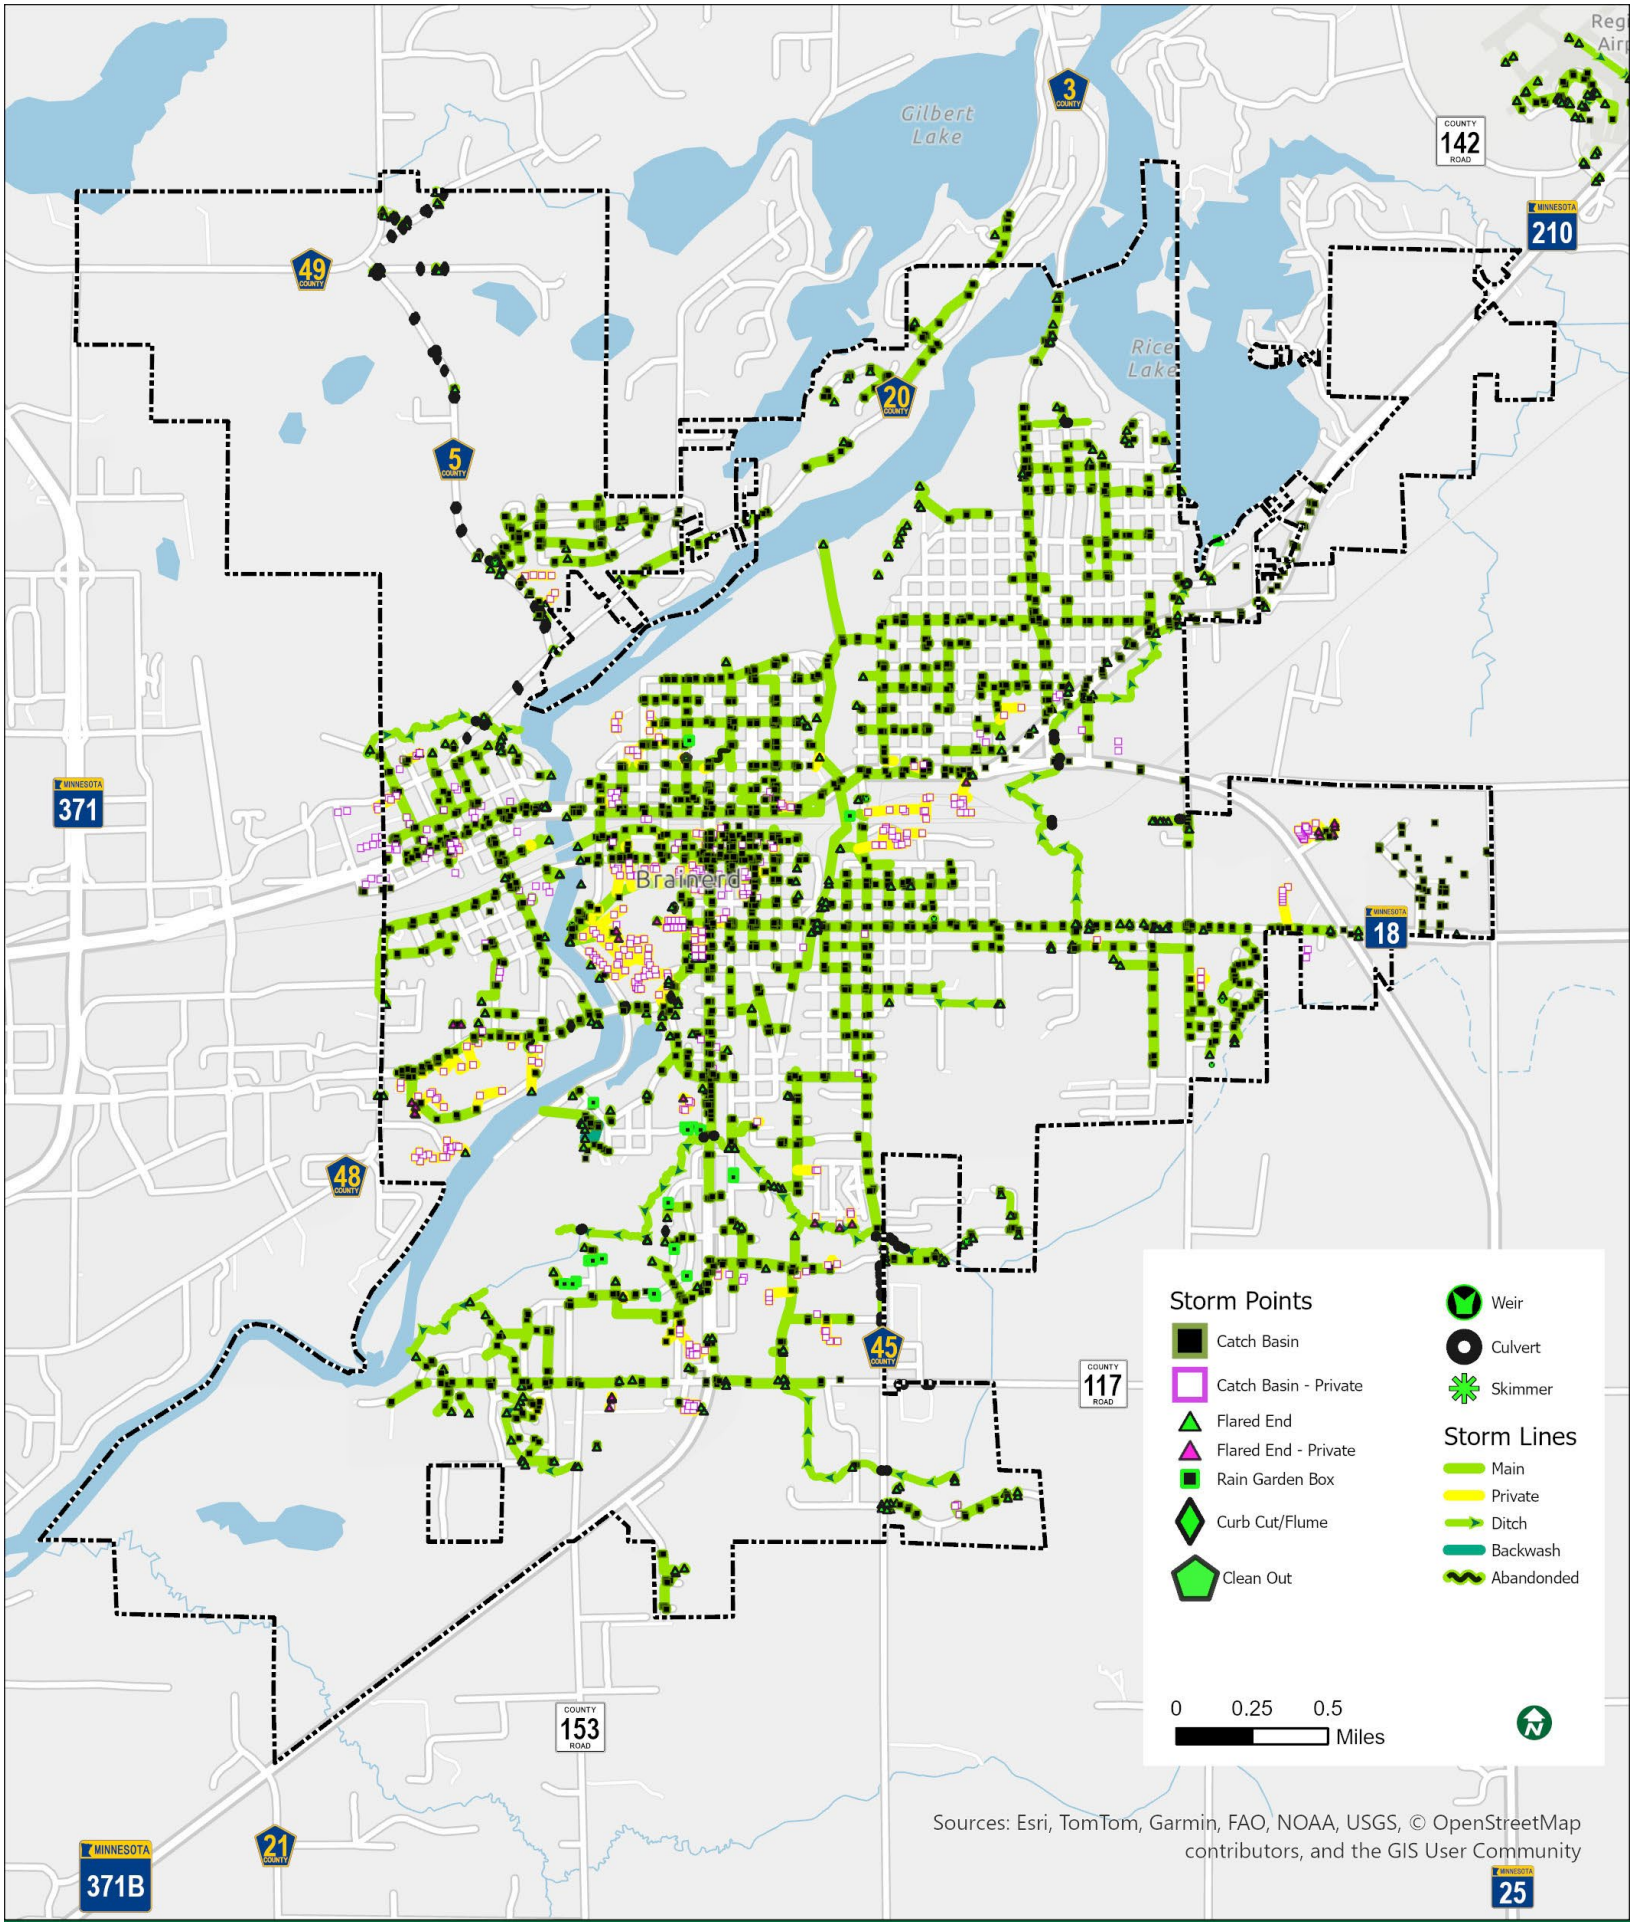 Regi
Airp
3
COUNTY
Gilbert
Lake
COUNTY
142
ROAD
MINNESOTA
210
49
COUNTY
Rice
Lake
20
COUNTY
5
COUNTY
MINNESOTA
371
Brainerd
MINNESOTA
18
48
COUNTY
45
COUNTY
COUNTY
117
ROAD
Storm Points
Catch Basin
Catch Basin - Private
Flared End
Flared End - Private
Rain Garden Box
Curb Cut/Flume
Clean Out
Weir
Culvert
Skimmer
Storm Lines
Main
Private
Ditch
Backwash
Abandonded
0 0.25 0.5
Miles
N
COUNTY
153
ROAD
Sources: Esri, TomTom, Garmin, FAO, NOAA, USGS, © OpenStreetMap
contributors, and the GIS User Community
21
COUNTY
MINNESOTA
371B
MINNESOTA
25